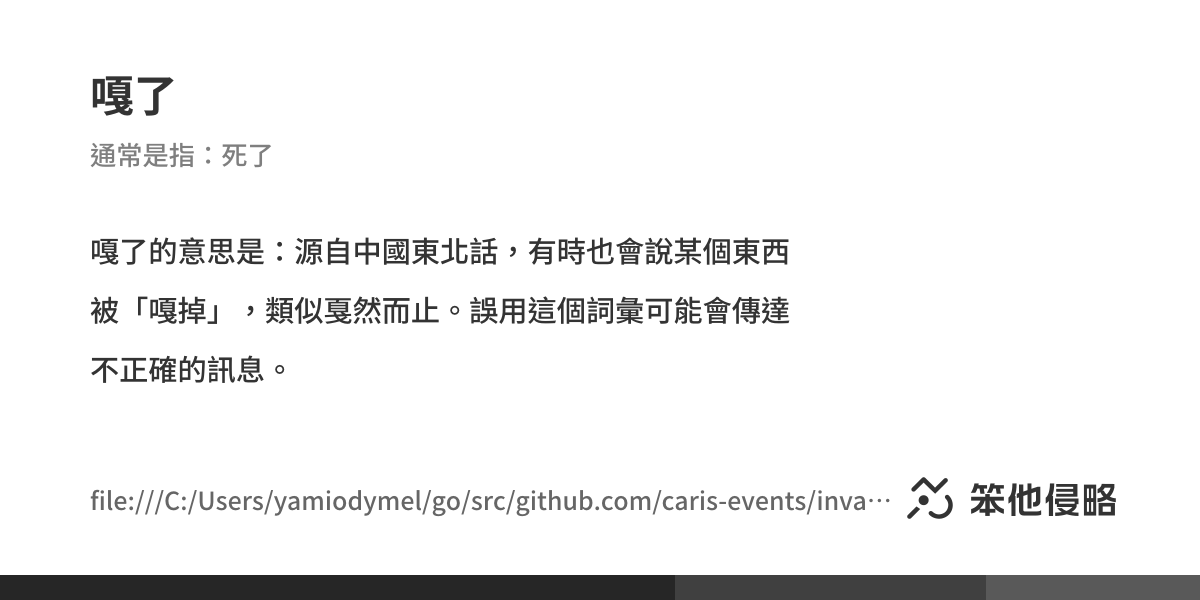 嘎了
通常是指：死了
嘎了的意思是：源自中國東北話，有時也會說某個東西
被「嘎掉」，類似戛然而止。誤用這個詞彙可能會傳達
不正確的訊息。
file:///C:/Users/yamiodymel/go/src/github.com/caris-events/inva⋯
笨他侵略